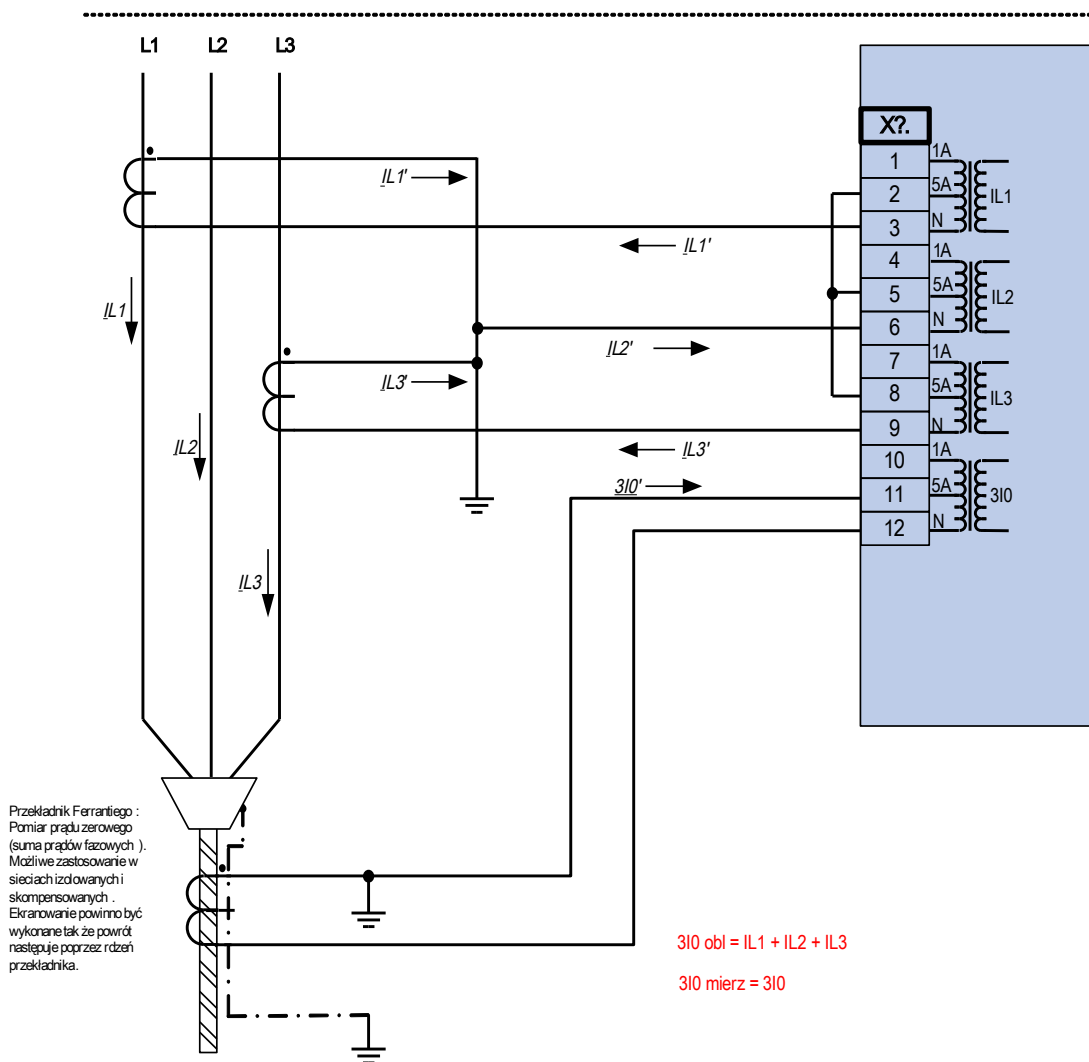 L1 L2 L3
X?.
1 1A
2 5A IL1
3 N
4 1A
5 5A IL2
6 N
7 1A
8 5A IL3
9 N
10 1A
11 5A 3I0
12 N
IL1'
IL1'
IL1
IL2'
IL3'
IL2
IL3'
3I0'
IL3
Przekładnik Ferrantiego :
Pomiar prądu zerowego
(suma prądów fazowych ).
Możliwe zastosowanie w
sieciach izolowanych i
skompensowanych .
Ekranowanie powinno być
wykonane tak że powrót
następuje poprzez rdzeń
przekładnika.
3I0 obl = IL1 + IL2 + IL3
3I0 mierz = 3I0